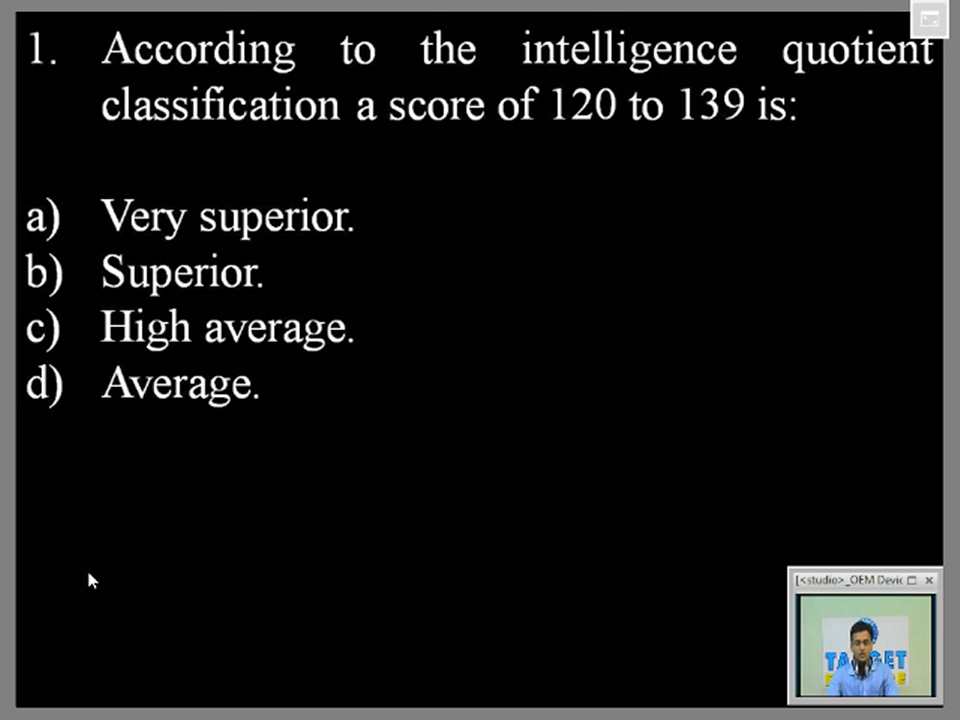 1. According to the intelligence quotient
classification a score of 120 to 139 is:
a) Very superior.
b) Superior.
c) High average.
d) Average.
[<studio>_OEM Devic